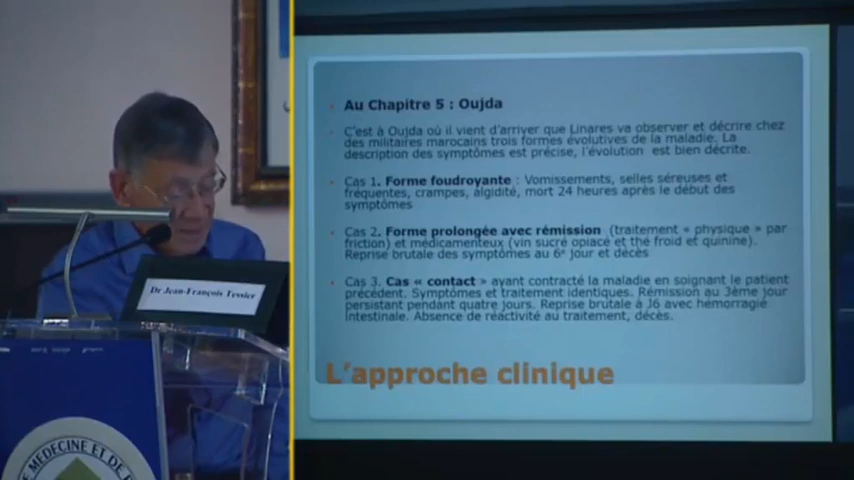 Au Chapitre 5 : Oujda
C'est à Oujda où il vient d'arriver que Linares va observer et décrire chez
des militaires marocains trois formes évolutives de la maladie. La
description des symptômes est précise, l'évolution est bien décrite.
Cas 1. Forme foudroyante : Vomissements, selles séreuses et
fréquentes, crampes, algidité, mort 24 heures après le début des
symptômes
Cas 2. Forme prolongée avec rémission (traitement « physique » par
friction) et médicamenteux (vin sucré opiacé et thé froid et quinine).
Reprise brutale des symptômes au 6e jour et décès
Cas 3. Cas « contact » ayant contracté la maladie en soignant le patient
précédent. Symptômes et traitement identiques. Rémission au 3ème jour
persistant pendant quatre jours. Reprise brutale à J6 avec hémorragie
intestinale. Absence de réactivité au traitement, décès.
L'approche clinique
Dr Jean-François Tessier
MÉDECINE ET DE